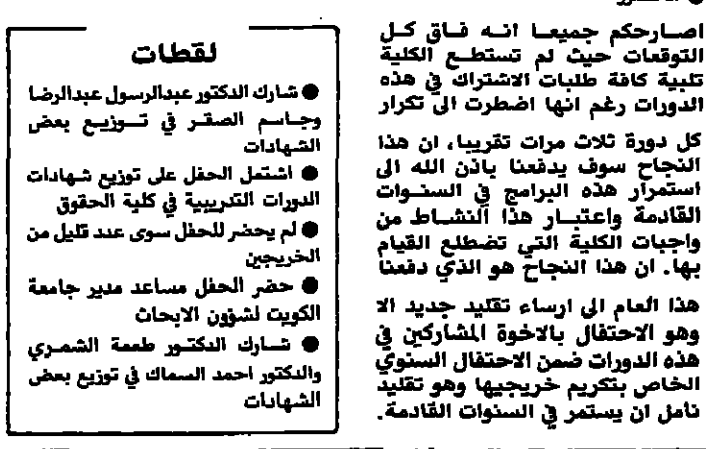 اصارحكم جميعا انه فاق كل
التوقعات حيث لم تستطع الكلية
تلبية كافة طلبات الاشتراك في هذه
الدورات رغم انها اضطرت الى تكرار
كل دورة ثلاث مرات تقريبا، ان هذا
النجاح سوف يدفعنا باذن الله الى
استمرار هذه البرامج في السنوات
القادمة واعتبار هذا النشاط من
واجبات الكلية التي تضطلع القيام
بها. ان هذا النجاح هو الذي دفعنا
هذا العام الى ارساء تقليد جديد الا
وهو الاحتفال بالاخوة المشاركين في
هذه الدورات ضمن الاحتفال السنوي
الخاص بتكريم خريجيها وهو تقليد
نأمل ان يستمر في السنوات القادمة.
لقطات
● شارك الدكتور عبدالرسول عبدالرضا
وجاسم الصقر في توزيع بعض
الشهادات
● اشتمل الحفل على توزيع شهادات
الدورات التدريبية في كلية الحقوق
● لم يحضر للحفل سوى عدد قليل من
الخريجين
● حضر الحفل مساعد مدير جامعة
الكويت لشؤون الابحاث
● شارك الدكتور طعمة الشمري
والدكتور احمد السماك في توزيع بعض
الشهادات